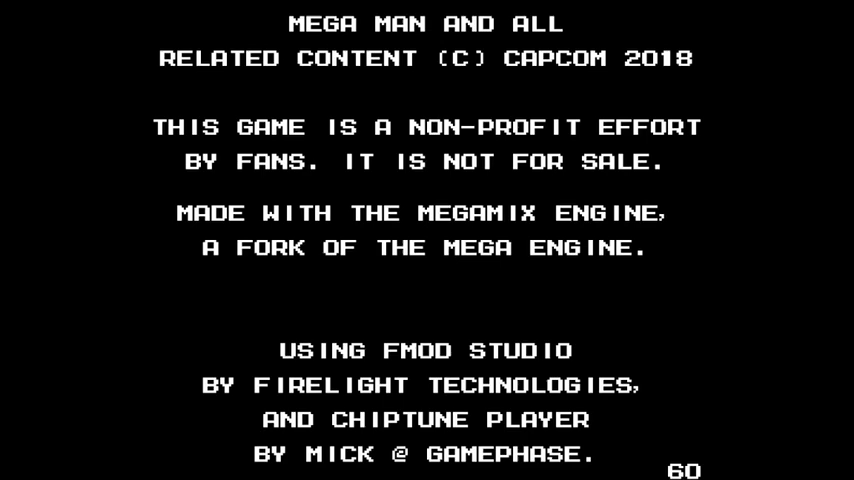 MEGA MAN AND ALL
RELATED CONTENT (C) CAPCOM 2018
THIS GAME IS A NON-PROFIT EFFORT
BY FANS. IT IS NOT FOR SALE.
MADE WITH THE MEGAMIX ENGINE,
A FORK OF THE MEGA ENGINE.
USING FMOD STUDIO
BY FIRELIGHT TECHNOLOGIES,
AND CHIPTUNE PLAYER
BY MICK @ GAMEPHASE.
60